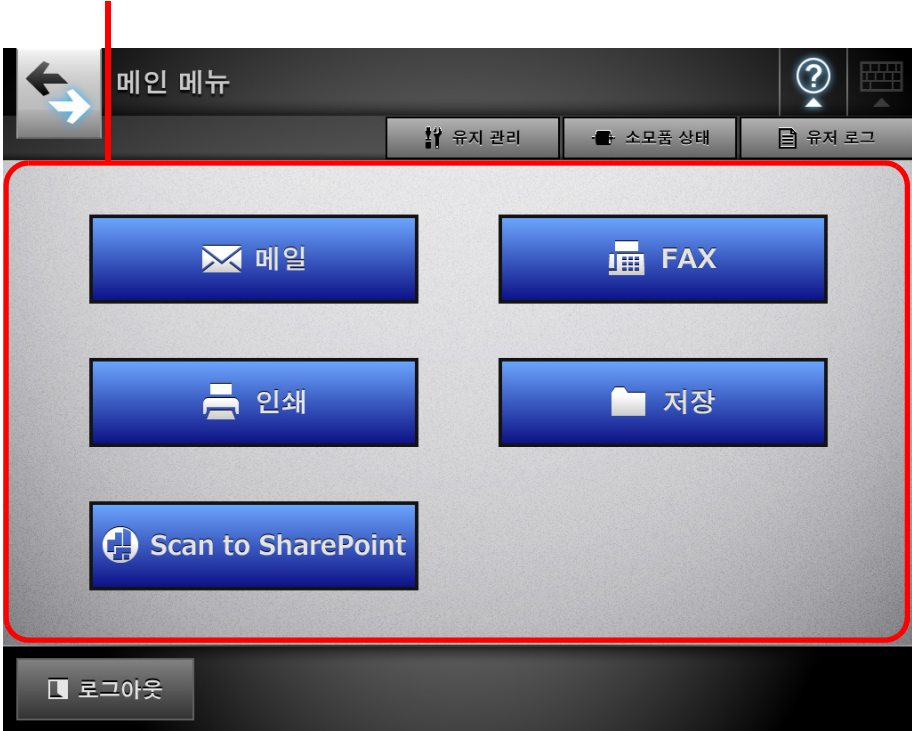 메인 메뉴
유지 관리
소모품 상태
유저 로그
메일
FAX
인쇄
저장
Scan to SharePoint
로그아웃